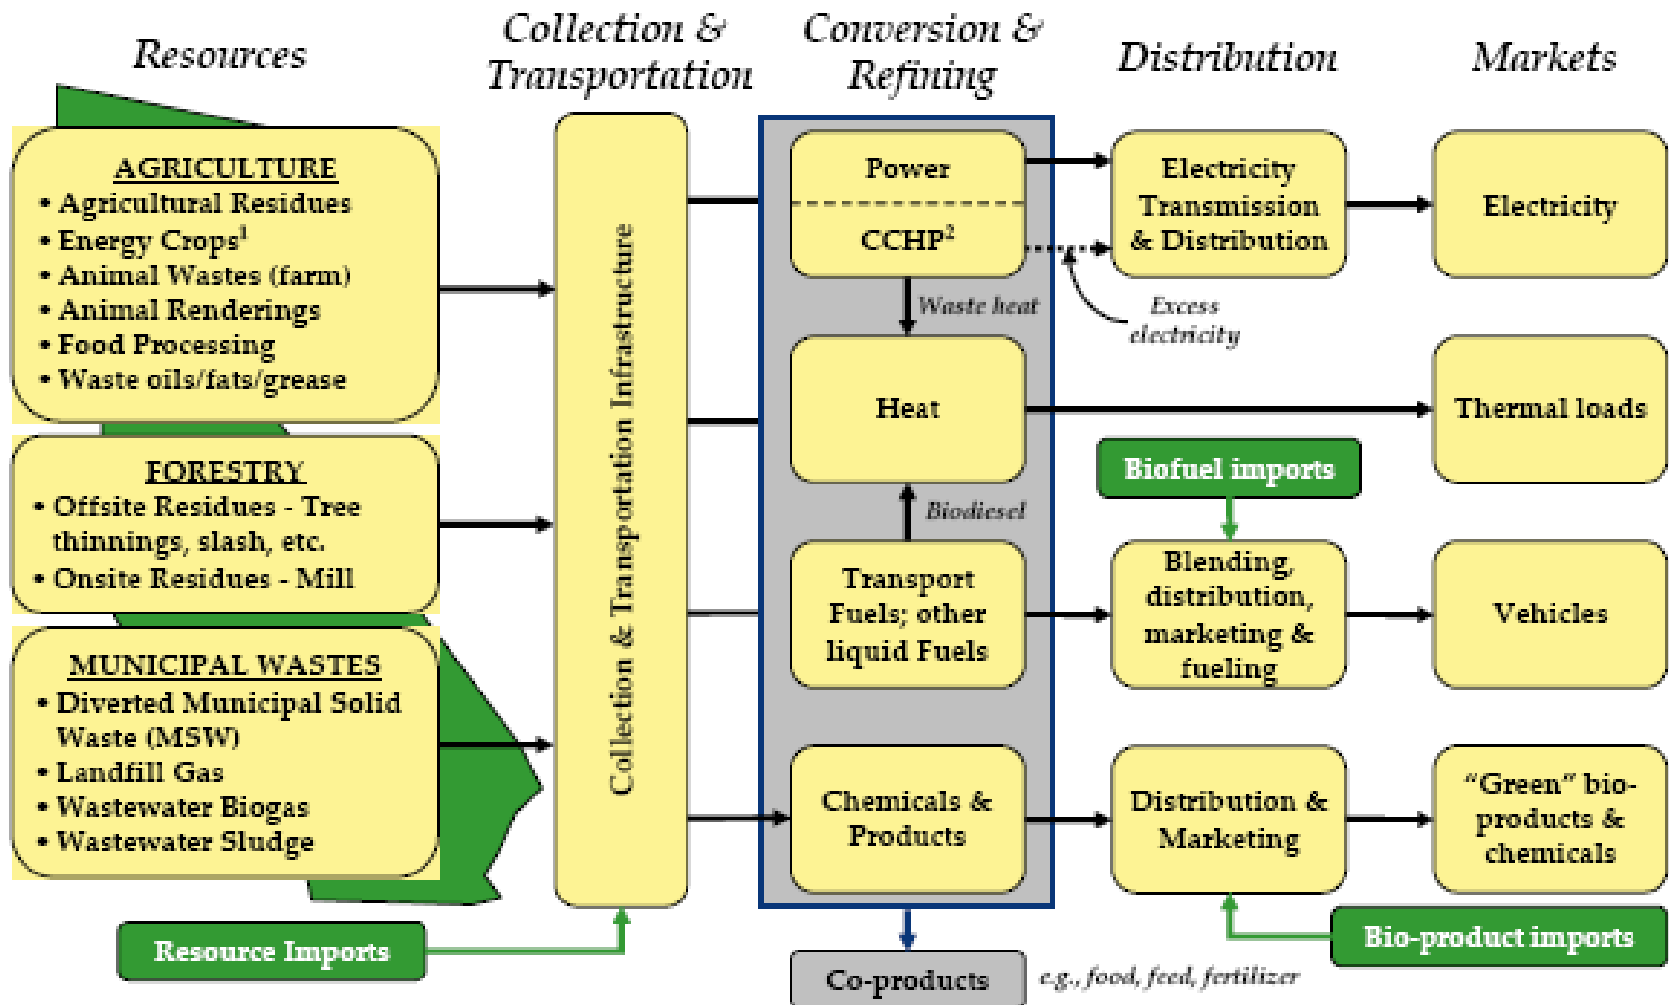 Resources
Collection &
Transportation
Conversion &
Refining
Distribution
Markets
AGRICULTURE
• Agricultural Residues
• Energy Crops¹
• Animal Wastes (farm)
• Animal Renderings
• Food Processing
• Waste oils/fats/grease
FORESTRY
• Offsite Residues - Tree
thinnings, slash, etc.
• Onsite Residues - Mill
MUNICIPAL WASTES
• Diverted Municipal Solid
Waste (MSW)
• Landfill Gas
• Wastewater Biogas
• Wastewater Sludge
Resource Imports
Collection & Transportation Infrastructure
Power
CCHP²
Waste heat
Heat
Biodiesel
Transport
Fuels; other
liquid Fuels
Chemicals &
Products
Co-products
e.g., food, feed, fertilizer
Electricity
Transmission
& Distribution
Excess
electricity
Biofuel imports
Blending,
distribution,
marketing &
fueling
Distribution &
Marketing
Bio-product imports
Electricity
Thermal loads
Vehicles
“Green” bio-
products &
chemicals